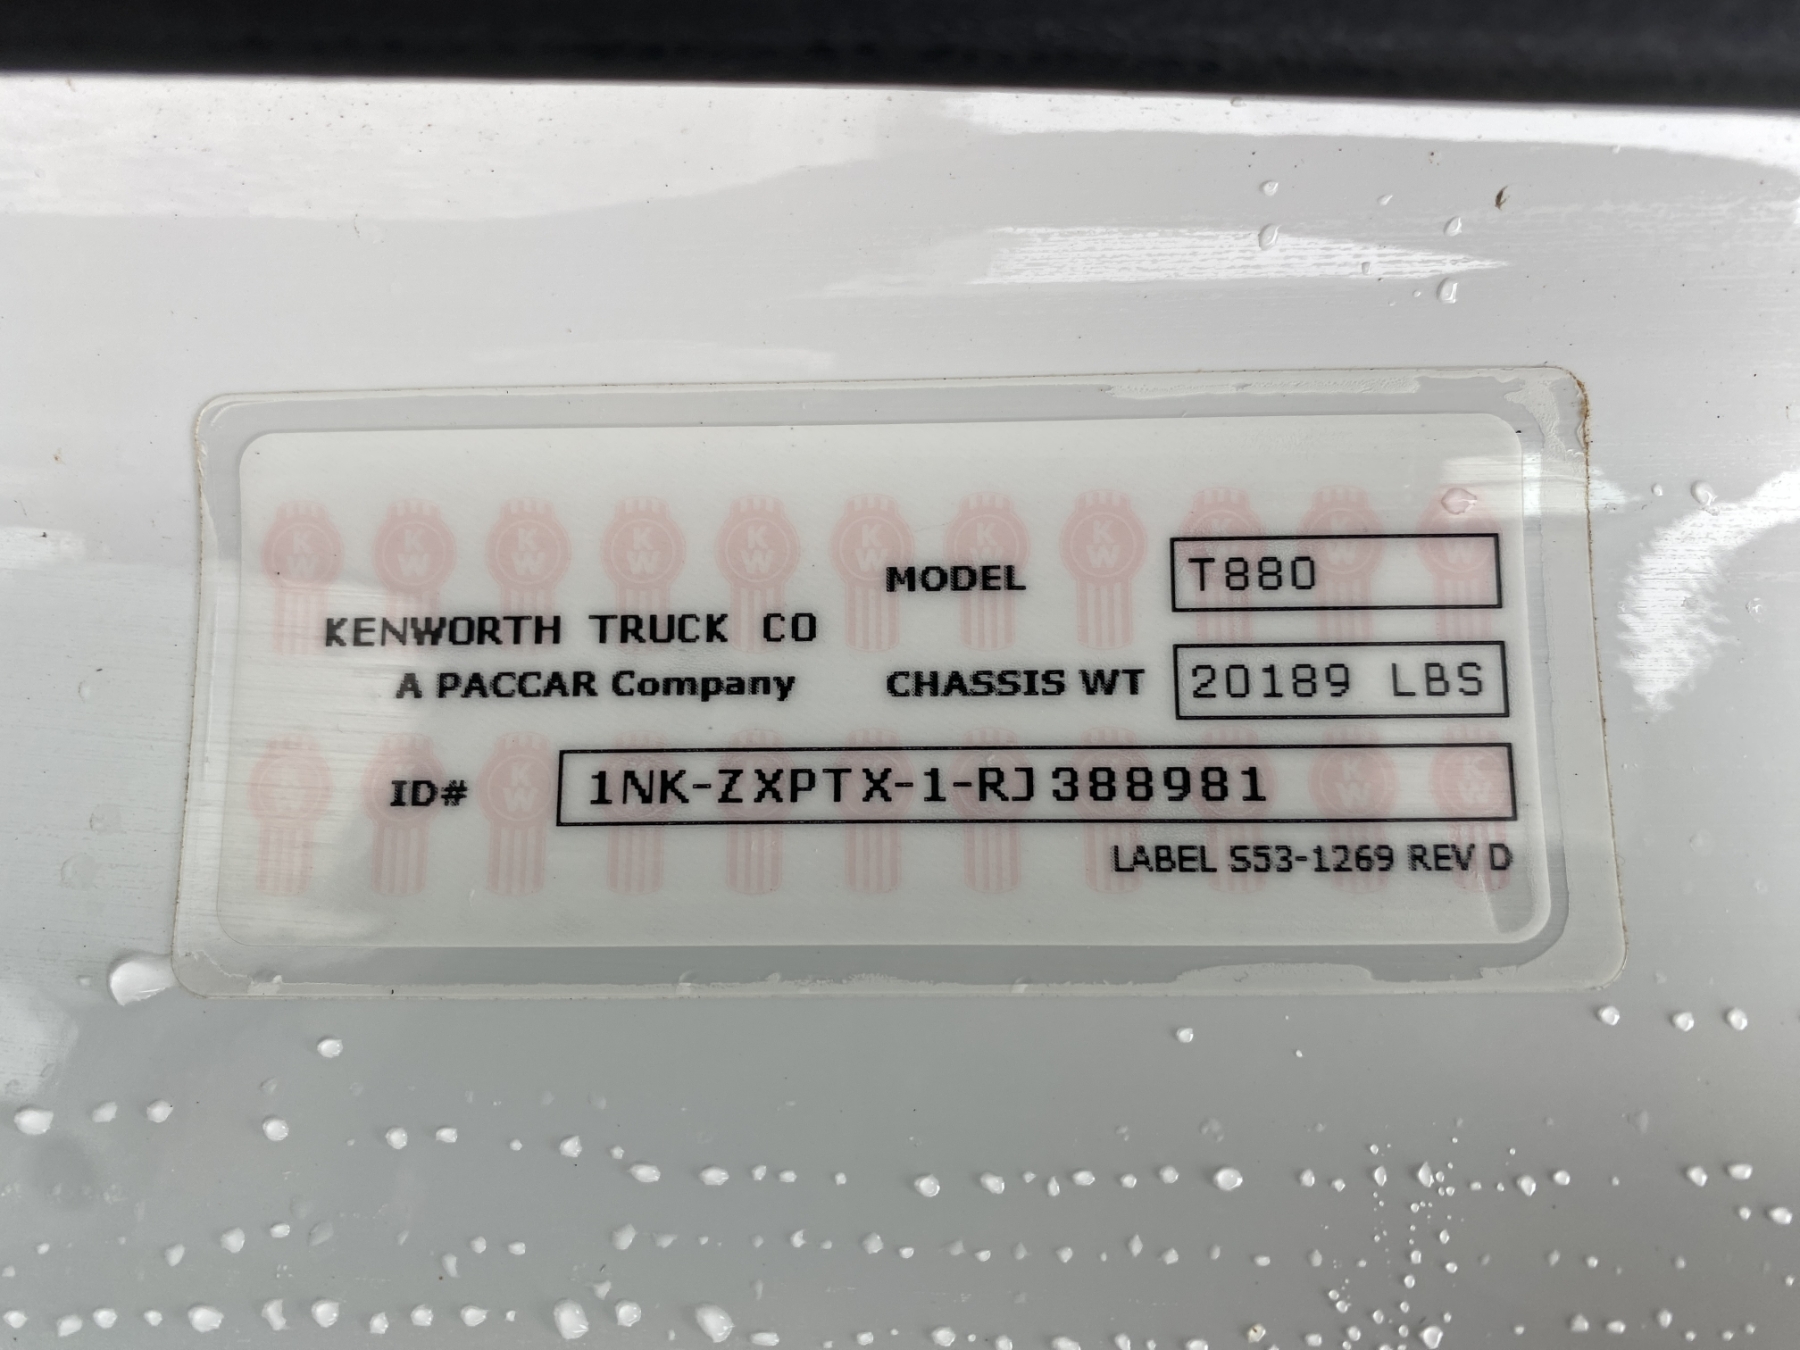 MODEL T880
KENWORTH TRUCK CO
A PACCAR Company
CHASSIS WT 20189 LBS
ID# 1NK-ZXPTX-1-RJ388981
LABEL S53-1269 REV D